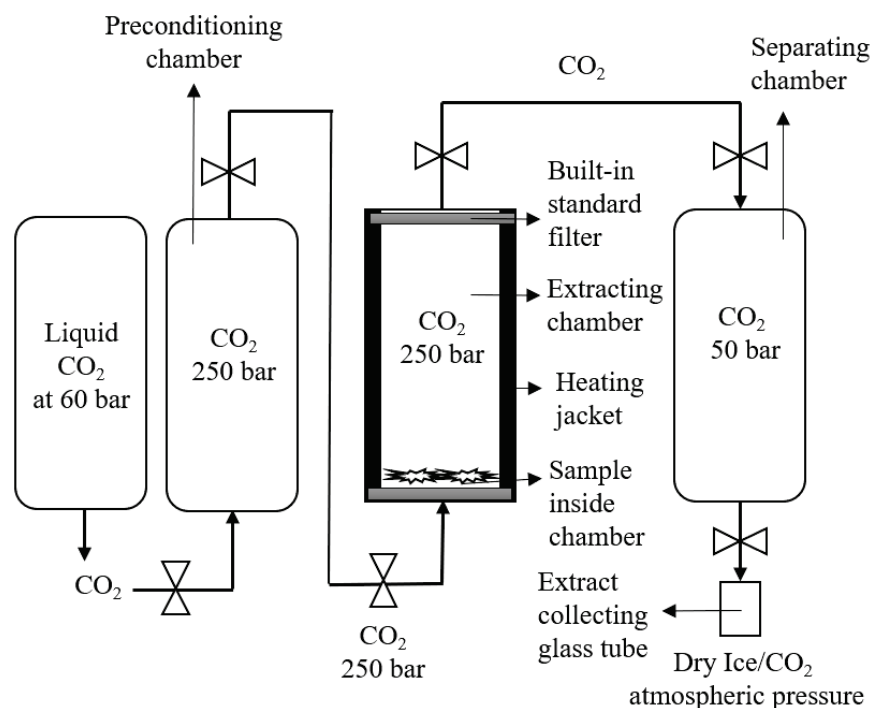 Preconditioning
chamber
CO₂
Separating
chamber
Liquid
CO₂
at 60 bar
CO₂
250 bar
CO₂
250 bar
Built-in
standard
filter
Extracting
chamber
Heating
jacket
Sample
inside
chamber
CO₂
50 bar
CO₂
CO₂
250 bar
Extract
collecting
glass tube
Dry Ice/CO₂
atmospheric pressure